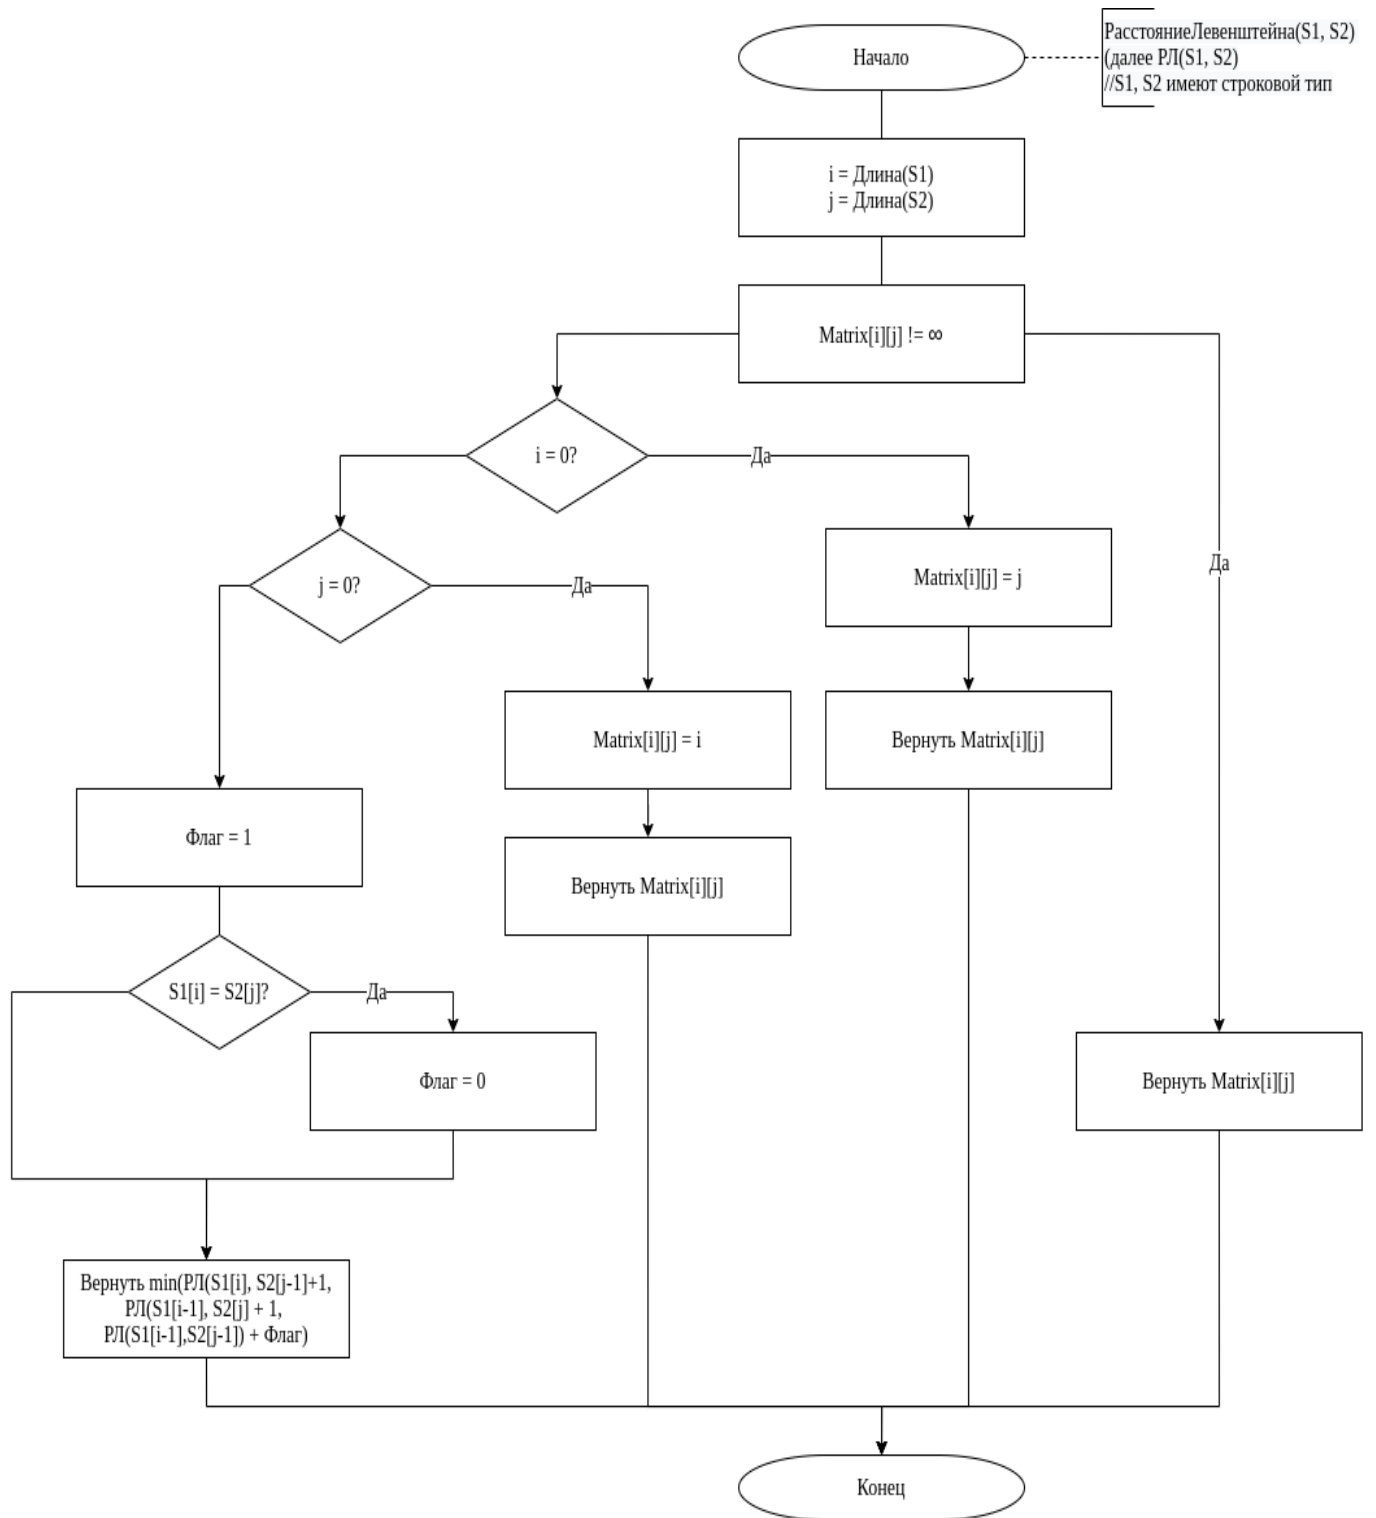 Начало
РасстояниеЛевенштейна(S1, S2)
(далее РЛ(S1, S2)
//S1, S2 имеют строковой тип
i = Длина(S1)
j = Длина(S2)
Matrix[i][j] != ∞
i = 0?
Да
Да
j = 0?
Да
Matrix[i][j] = j
Matrix[i][j] = i
Вернуть Matrix[i][j]
Флаг = 1
Вернуть Matrix[i][j]
S1[i] = S2[j]?
Да
Флаг = 0
Вернуть Matrix[i][j]
Вернуть min(РЛ(S1[i], S2[j-1]+1,
РЛ(S1[i-1], S2[j] + 1,
РЛ(S1[i-1],S2[j-1]) + Флаг)
Конец